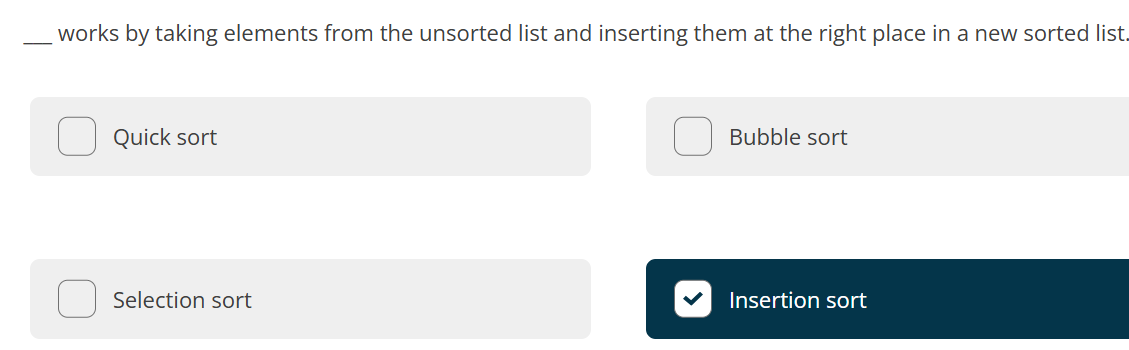 ___ works by taking elements from the unsorted list and inserting them at the right place in a new sorted list.
Quick sort
Bubble sort
Selection sort
Insertion sort